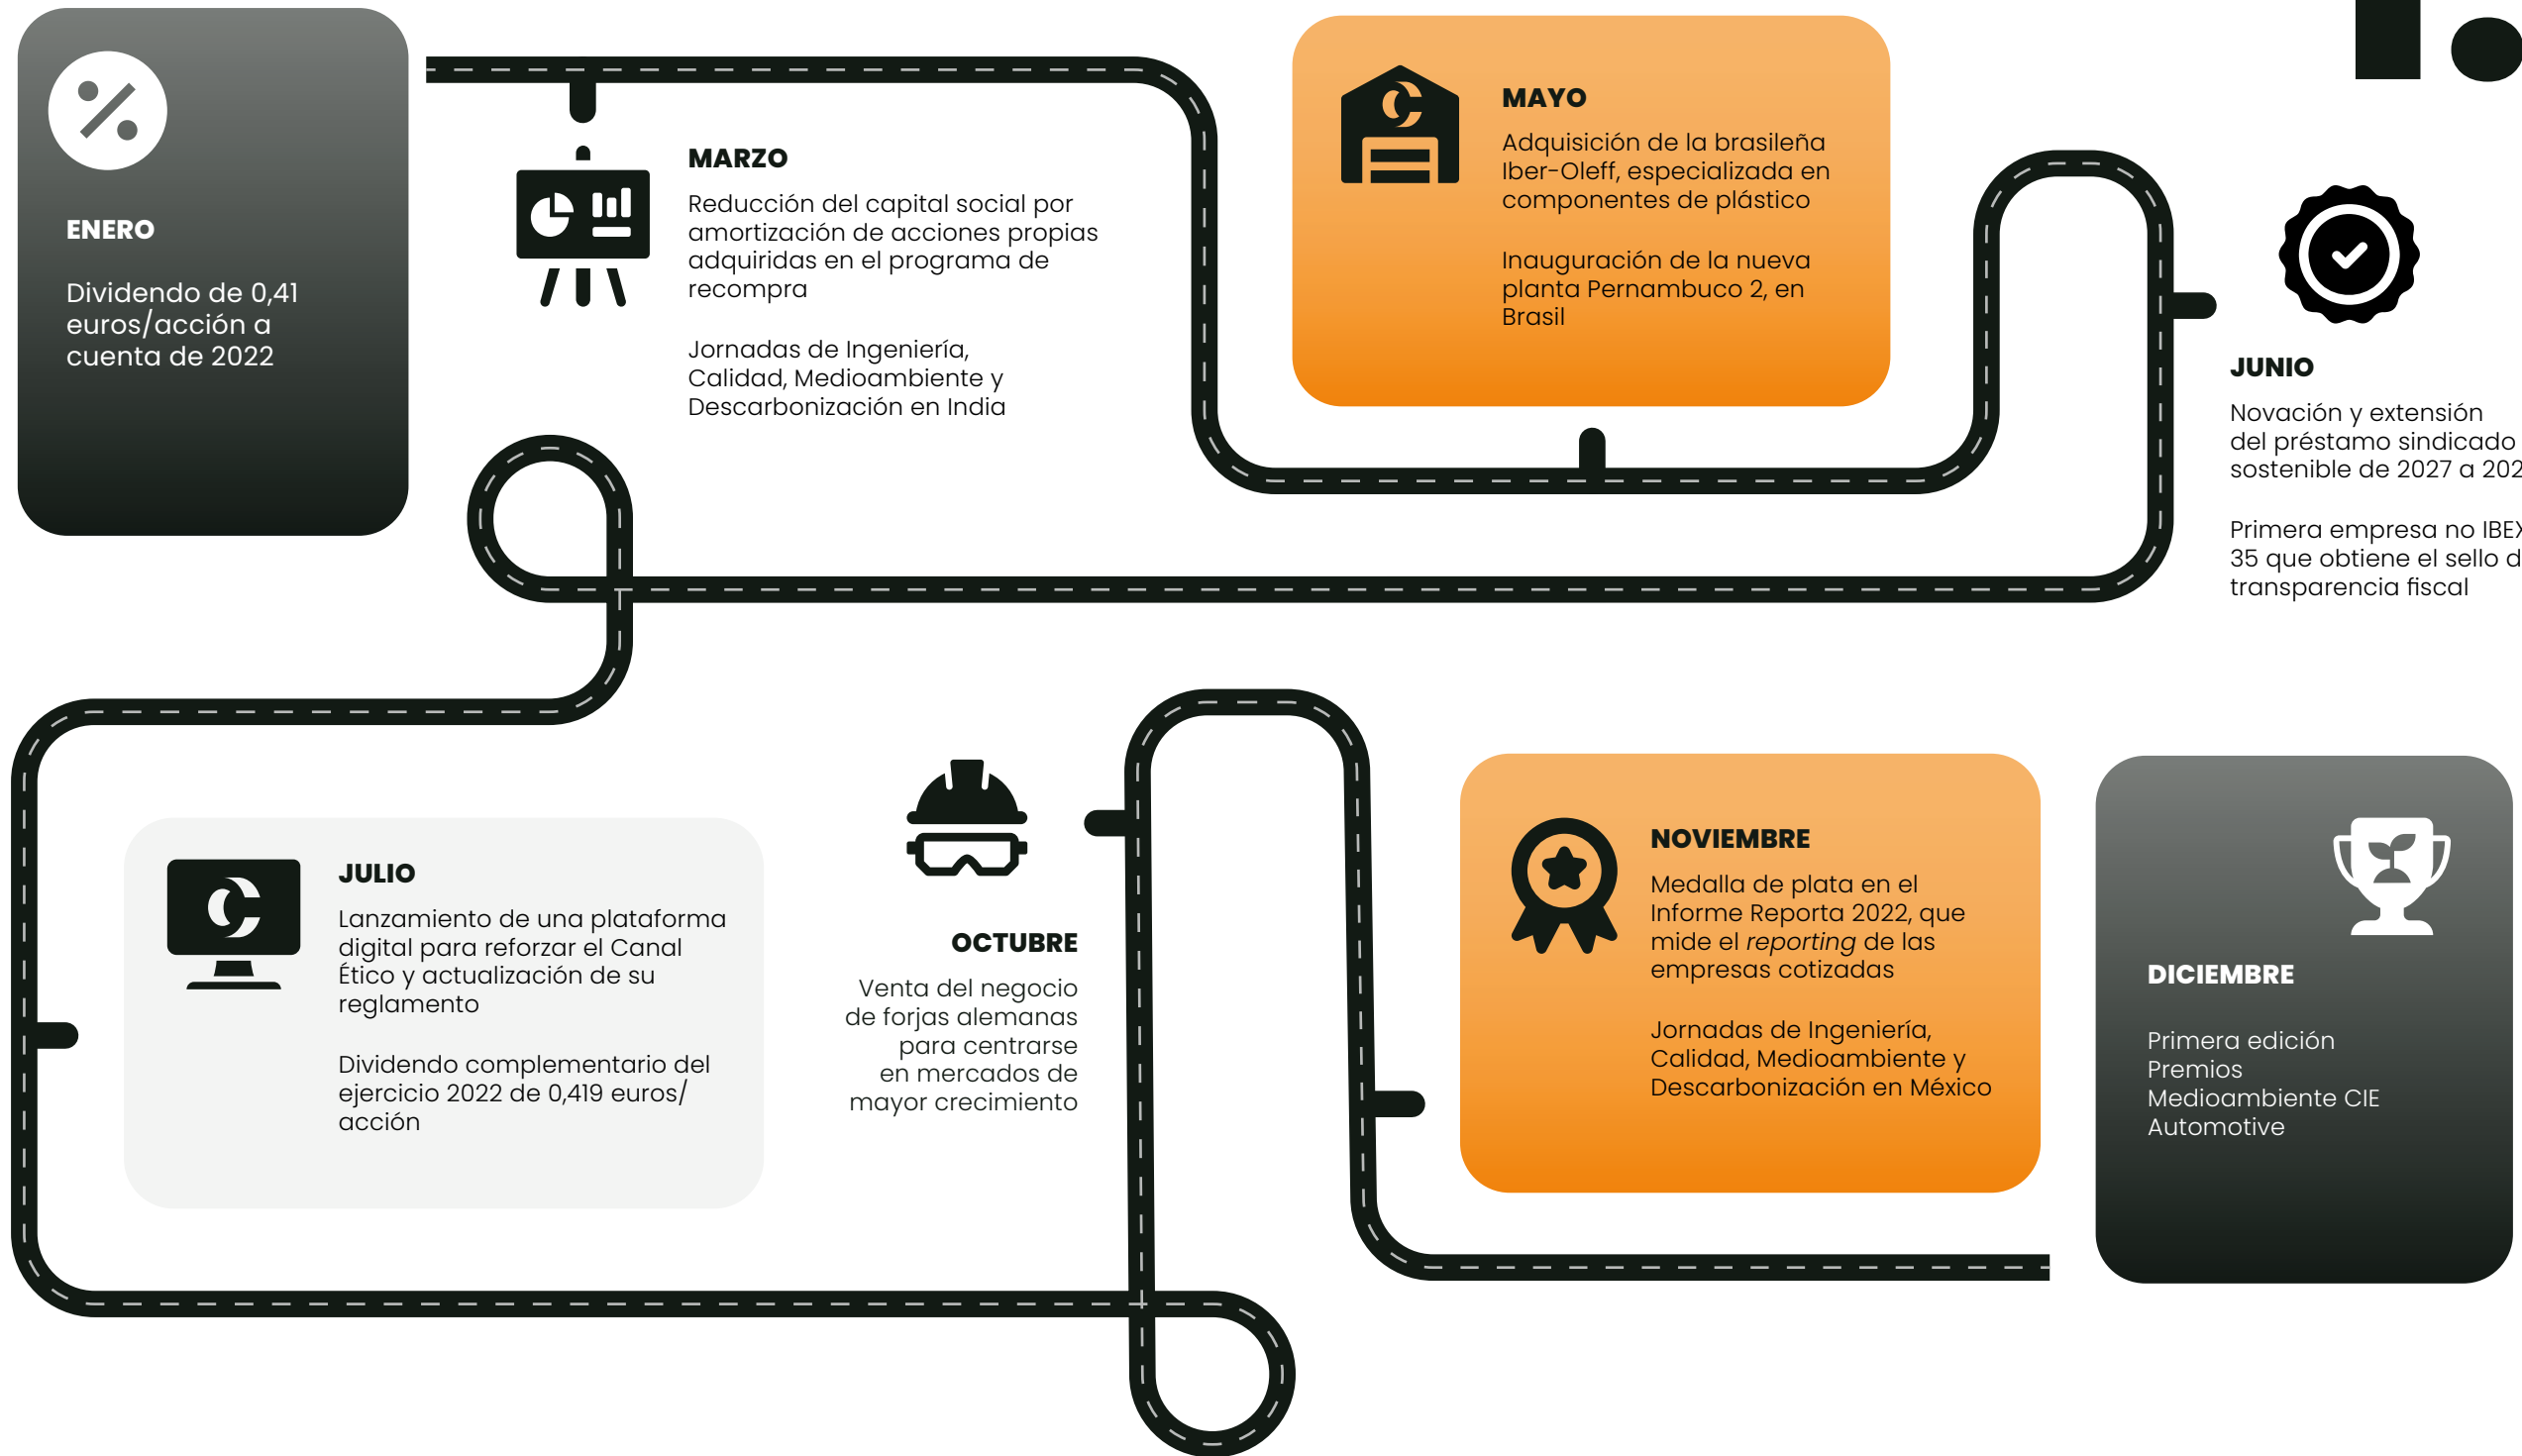 ENERO
Dividendo de 0,41
euros/acción a
cuenta de 2022
MARZO
Reducción del capital social por
amortización de acciones propias
adquiridas en el programa de
recompra
Jornadas de Ingeniería,
Calidad, Medioambiente y
Descarbonización en India
MAYO
Adquisición de la brasileña
Iber-Oleff, especializada en
componentes de plástico
Inauguración de la nueva
planta Pernambuco 2, en
Brasil
JUNIO
Novación y extensión
del préstamo sindicado
sostenible de 2027 a
Primera empresa no IBEX
35 que obtiene el sello
transparencia fiscal
JULIO
Lanzamiento de una plataforma
digital para reforzar el Canal
Ético y actualización de su
reglamento
Dividendo complementario del
ejercicio 2022 de 0,419 euros/
acción
OCTUBRE
Venta del negocio
de forjas alemanas
para centrarse
en mercados de
mayor crecimiento
NOVIEMBRE
Medalla de plata en el
Informe Reporta 2022, que
mide el reporting de las
empresas cotizadas
Jornadas de Ingeniería,
Calidad, Medioambiente y
Descarbonización en México
DICIEMBRE
Primera edición
Premios
Medioambiente CIE
Automotive